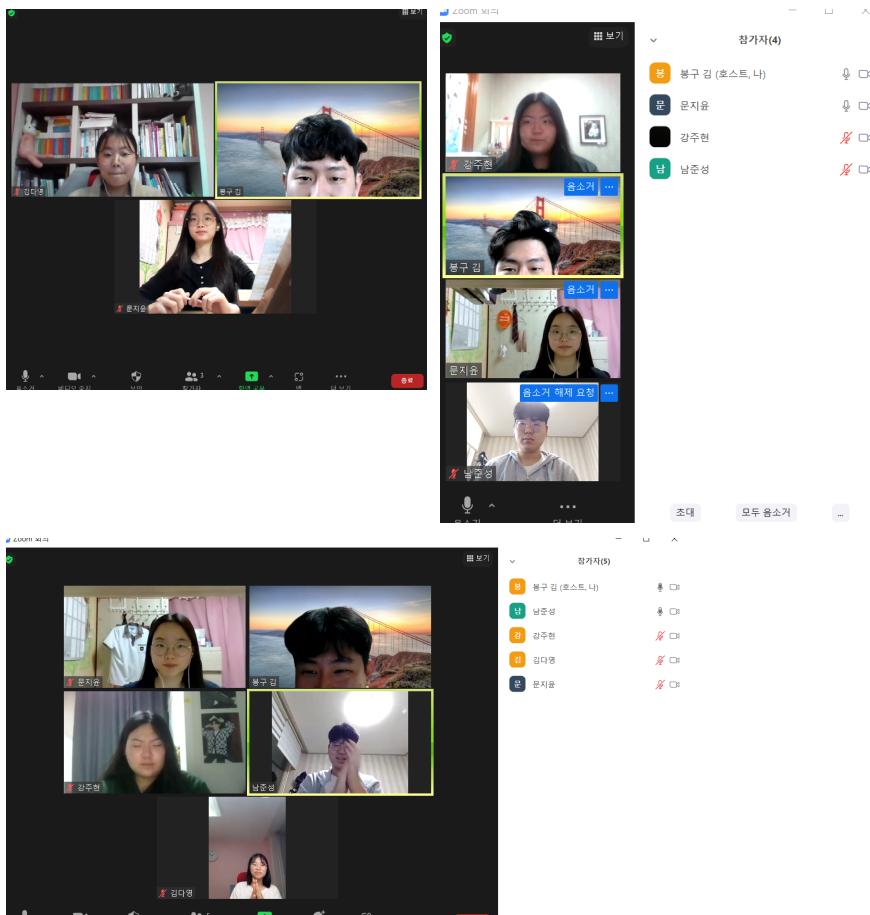 보기
김다영
봉구 김
문지윤
3
종료
Zoom 회의
보기
강주현
음소거 ...
봉구 김
음소거 ...
문지윤
음소거 해제 요청 ...
남준성
더 보기
참가자(4)
봉 봉구 김 (호스트, 나)
문 문지윤
강주현
남 남준성
초대 모두 음소거 ...
Zoom 회의
보기
문지윤
봉구 김
강주현
남준성
김다영
참가자(5)
봉 봉구 김 (호스트, 나)
남 남준성
강 강주현
김 김다영
문 문지윤